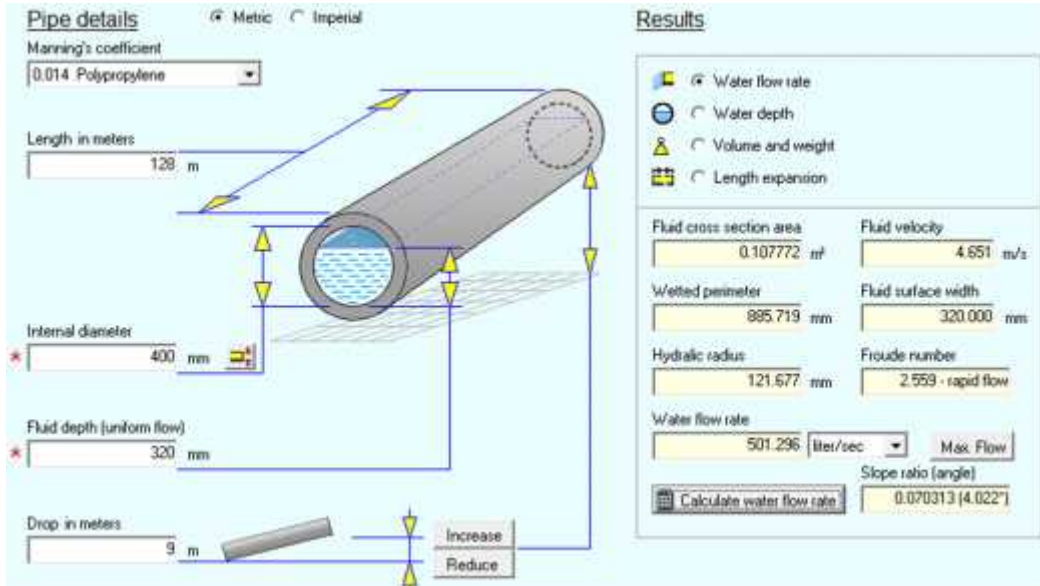 Pipe details
Metric
Imperial
Manning's coefficient
0.014 Polypropylene
Length in meters
128 m
Internal diameter
* 400 mm
Fluid depth (uniform flow)
* 320 mm
Drop in meters
9 m
Increase
Reduce
Results
Water flow rate
Water depth
Volume and weight
Length expansion
Fluid cross section area
0.107772 m²
Fluid velocity
4.651 m/s
Wetted perimeter
885.719 mm
Fluid surface width
320.000 mm
Hydralic radius
121.677 mm
Froude number
2.559 - rapid flow
Water flow rate
501.296 liter/sec
Max. Flow
Slope ratio (angle)
Calculate water flow rate
0.070313 (4.022°)